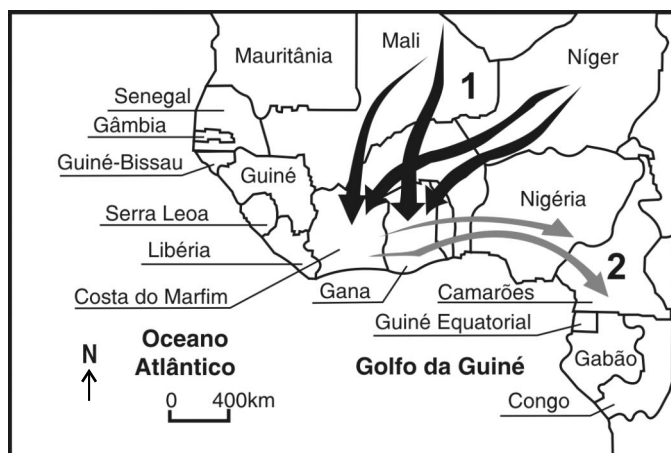 Mali
Mauritânia
Níger
1
Senegal
Gâmbia
Guiné-Bissau
Guiné
Nigéria
Serra Leoa
Libéria
2
Costa do Marfim
Gana
Camarões
Guiné Equatorial
Oceano
Atlântico
N
Golfo da Guiné
Gabão
0 400km
Congo